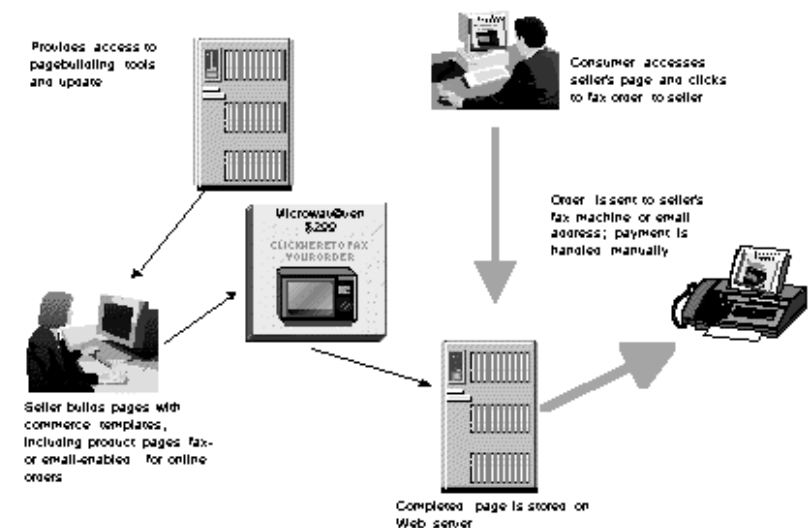 Provides access to
pagebuilding tools
and update
Consumer accesses
seller's page and clicks
to fax order to seller
Microwave Oven
$200
CLICK HERE TO FAX
YOUR ORDER
Order is sent to seller's
fax machine or email
address; payment is
handled manually
Seller builds pages with
commerce templates,
including product pages fax-
or email-enabled for online
orders
Completed page is stored on
Web server